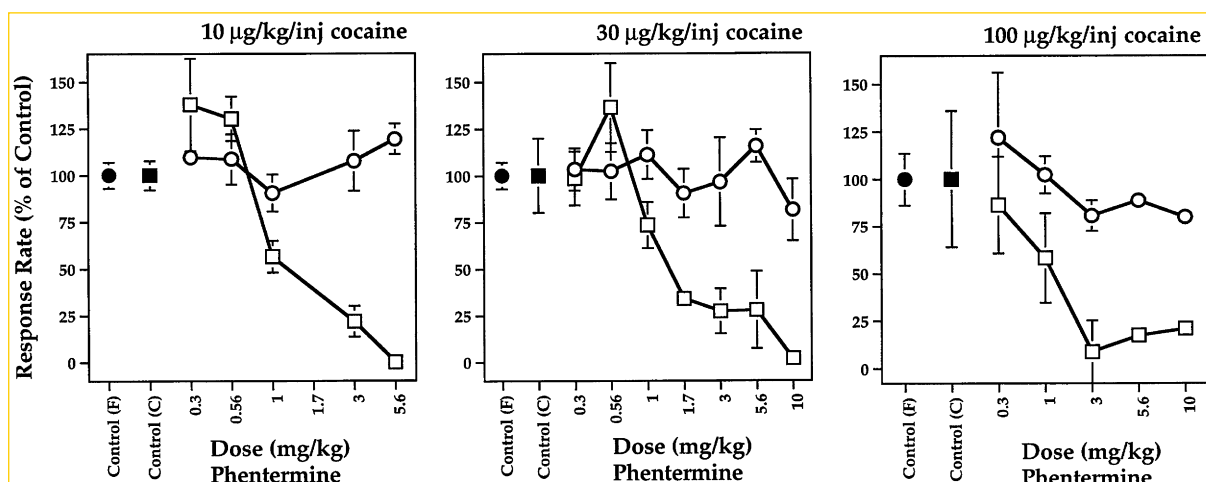 10 μg/kg/inj cocaine
30 μg/kg/inj cocaine
100 μg/kg/inj cocaine
Response Rate (% of Control)
150
125
100
75
50
25
0
150
125
100
75
50
25
0
150
125
100
75
50
25
0
Control (F)
Control (C)
0.3
0.56
1
1.7
3
5.6
Control (F)
Control (C)
0.3
0.56
1
1.7
3
5.6
10
Control (F)
Control (C)
0.3
1
3
5.6
10
Dose (mg/kg)
Phentermine
Dose (mg/kg)
Phentermine
Dose (mg/kg)
Phentermine